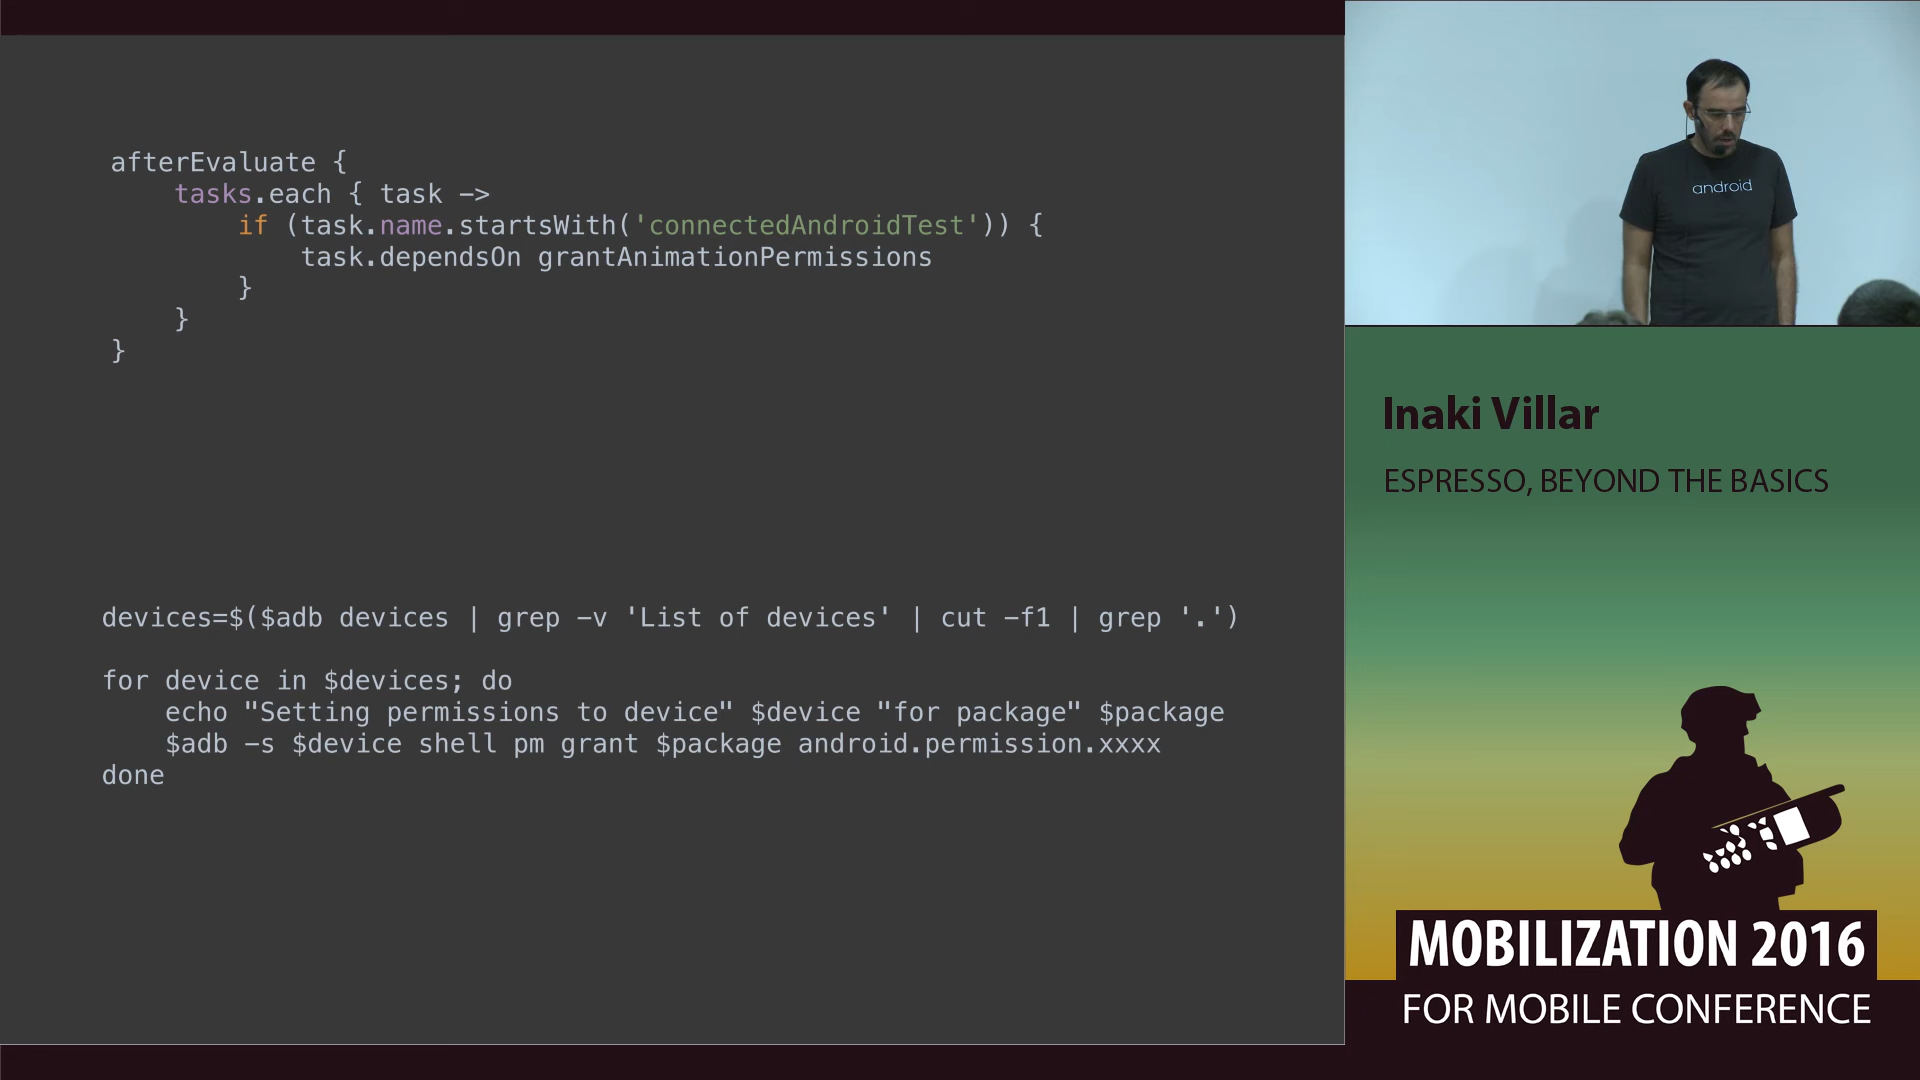 afterEvaluate {
    tasks.each { task ->
        if (task.name.startsWith('connectedAndroidTest')) {
            task.dependsOn grantAnimationPermissions
        }
    }
}
devices=$($adb devices | grep -v 'List of devices' | cut -f1 | grep '.')
for device in $devices; do
    echo "Setting permissions to device" $device "for package" $package
    $adb -s $device shell pm grant $package android.permission.xxxx
done
android
Inaki Villar
ESPRESSO, BEYOND THE BASICS
MOBILIZATION 2016
FOR MOBILE CONFERENCE